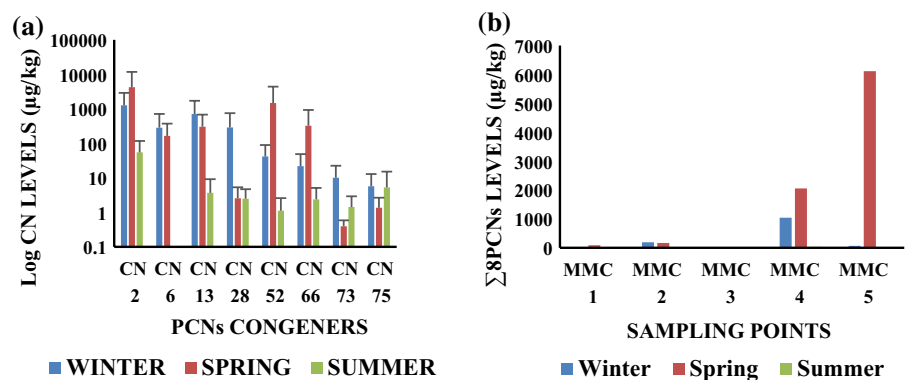 (a)
Log CN LEVELS (µg/kg)
100000
10000
1000
100
10
1
0.1
CN CN CN CN CN CN CN CN
2 6 13 28 52 66 73 75
PCNs CONGENERS
WINTER SPRING SUMMER
(b)
∑8PCNs LEVELS (µg/kg)
7000
6000
5000
4000
3000
2000
1000
0
MMC MMC MMC MMC MMC
1 2 3 4 5
SAMPLING POINTS
Winter Spring Summer